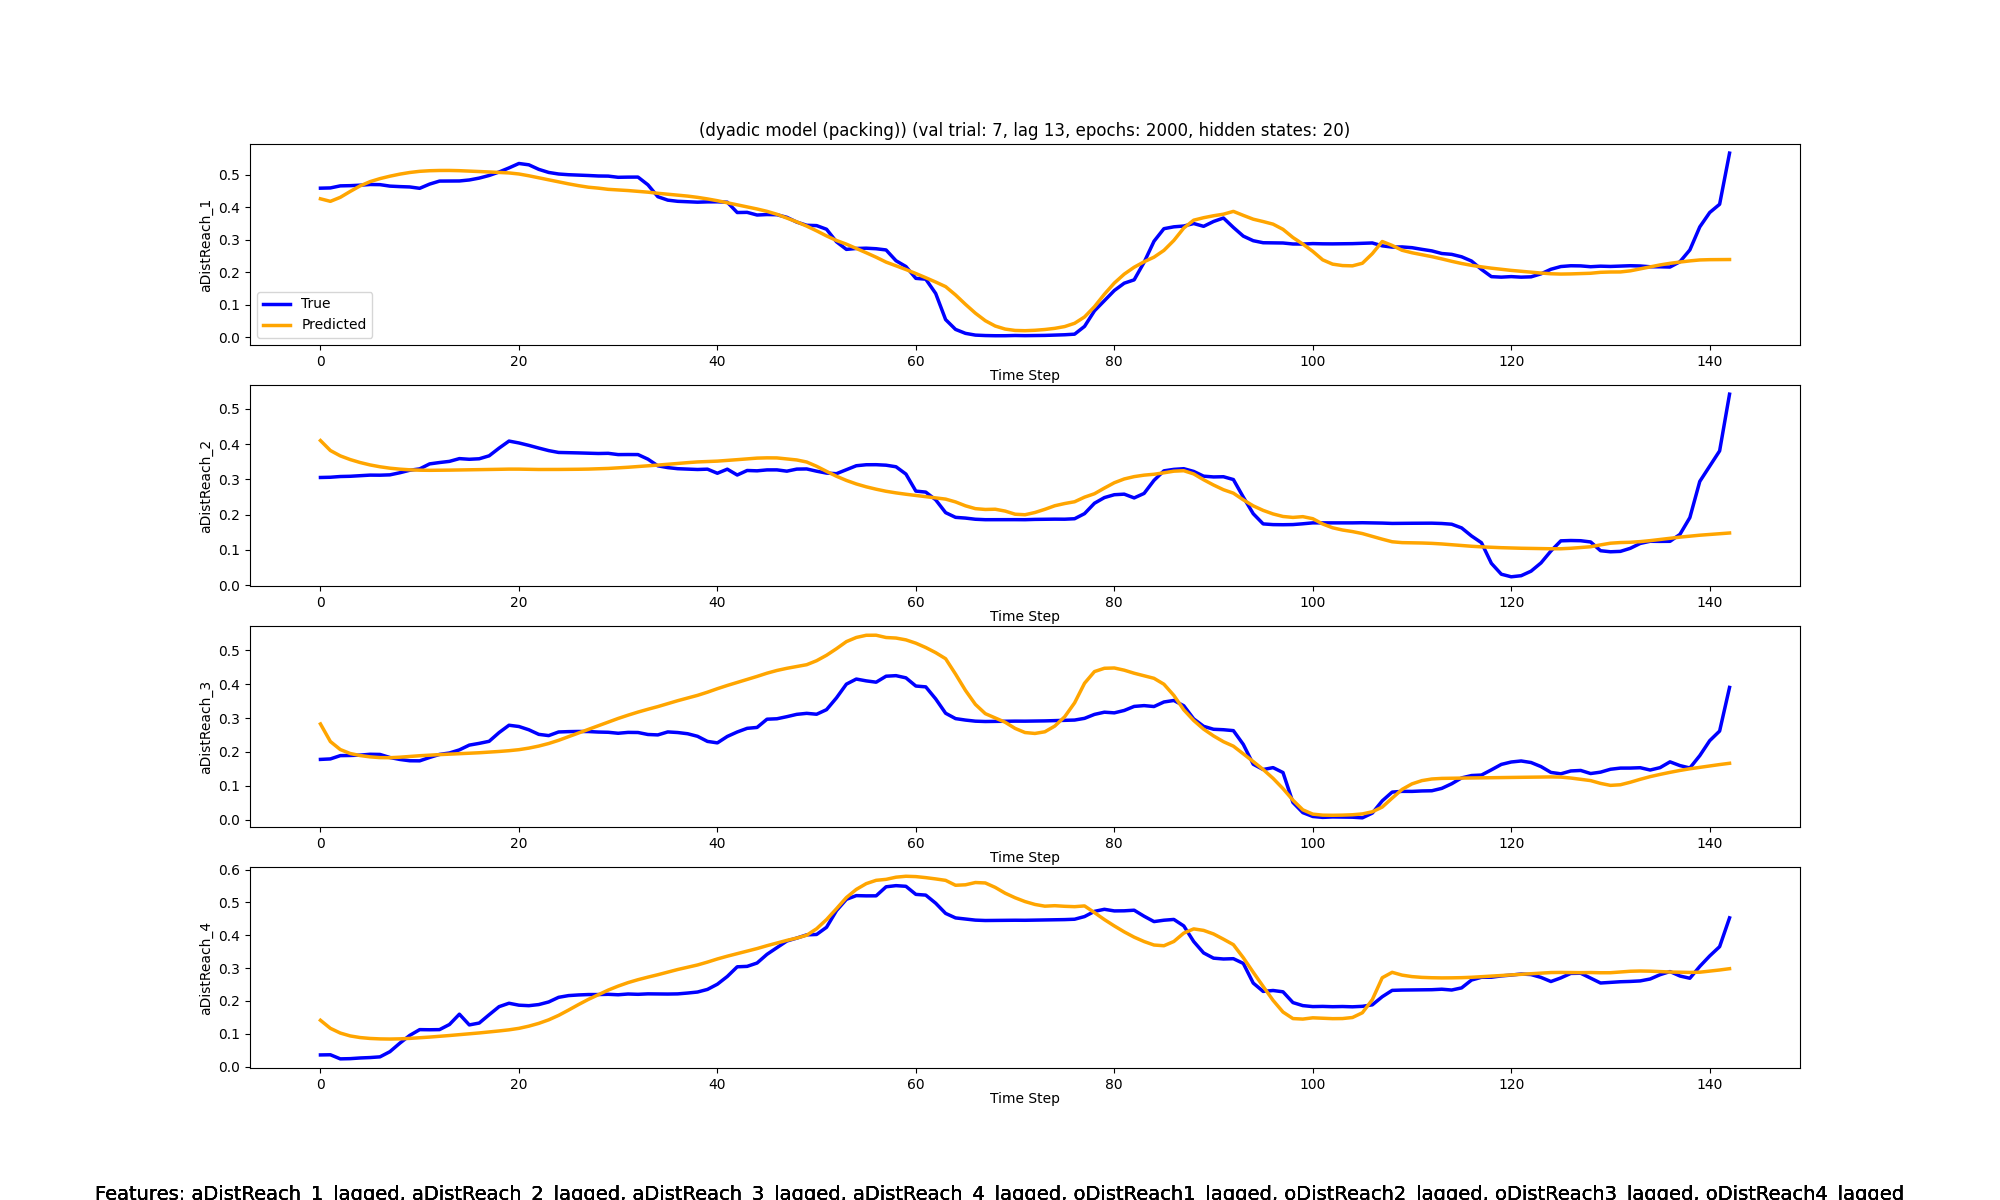 (dyadic model (packing)) (val trial: 7, lag 13, epochs: 2000, hidden states: 20)
aDistReach_1
0.5
0.4
0.3
0.2
0.1
0.0
True
Predicted
0 20 40 60 80 100 120 140
Time Step
aDistReach_2
0.5
0.4
0.3
0.2
0.1
0.0
0 20 40 60 80 100 120 140
Time Step
aDistReach_3
0.5
0.4
0.3
0.2
0.1
0.0
0 20 40 60 80 100 120 140
Time Step
aDistReach_4
0.6
0.5
0.4
0.3
0.2
0.1
0.0
0 20 40 60 80 100 120 140
Time Step
Features: aDistReach_1_lagged, aDistReach_2_lagged, aDistReach_3_lagged, aDistReach_4_lagged, oDistReach1_lagged, oDistReach2_lagged, oDistReach3_lagged, oDistReach4_lagged